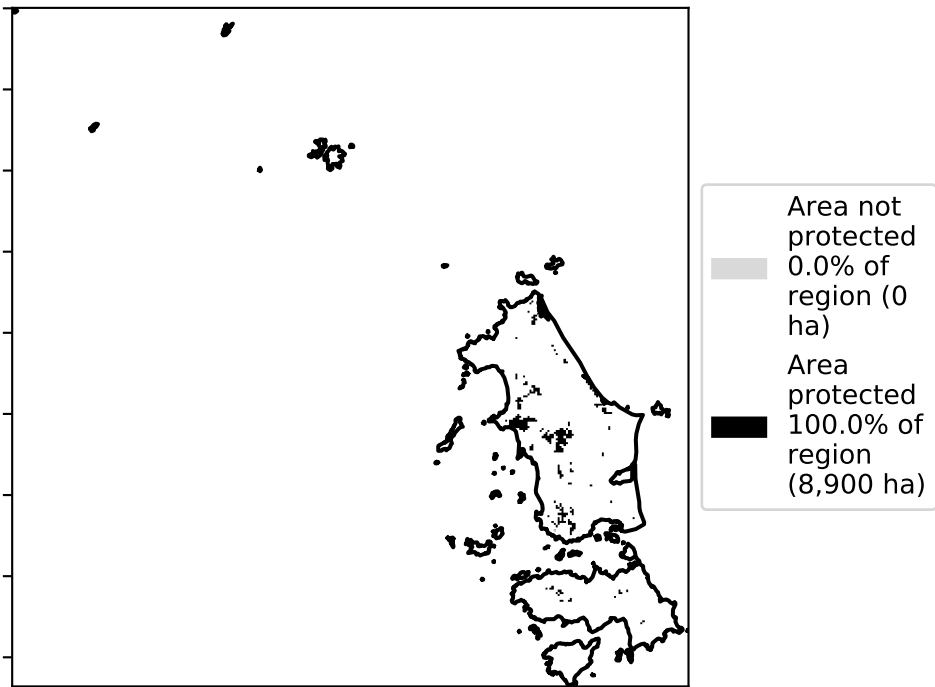 Area not
protected
0.0% of
region (0
ha)
Area
protected
100.0% of
region
(8,900 ha)